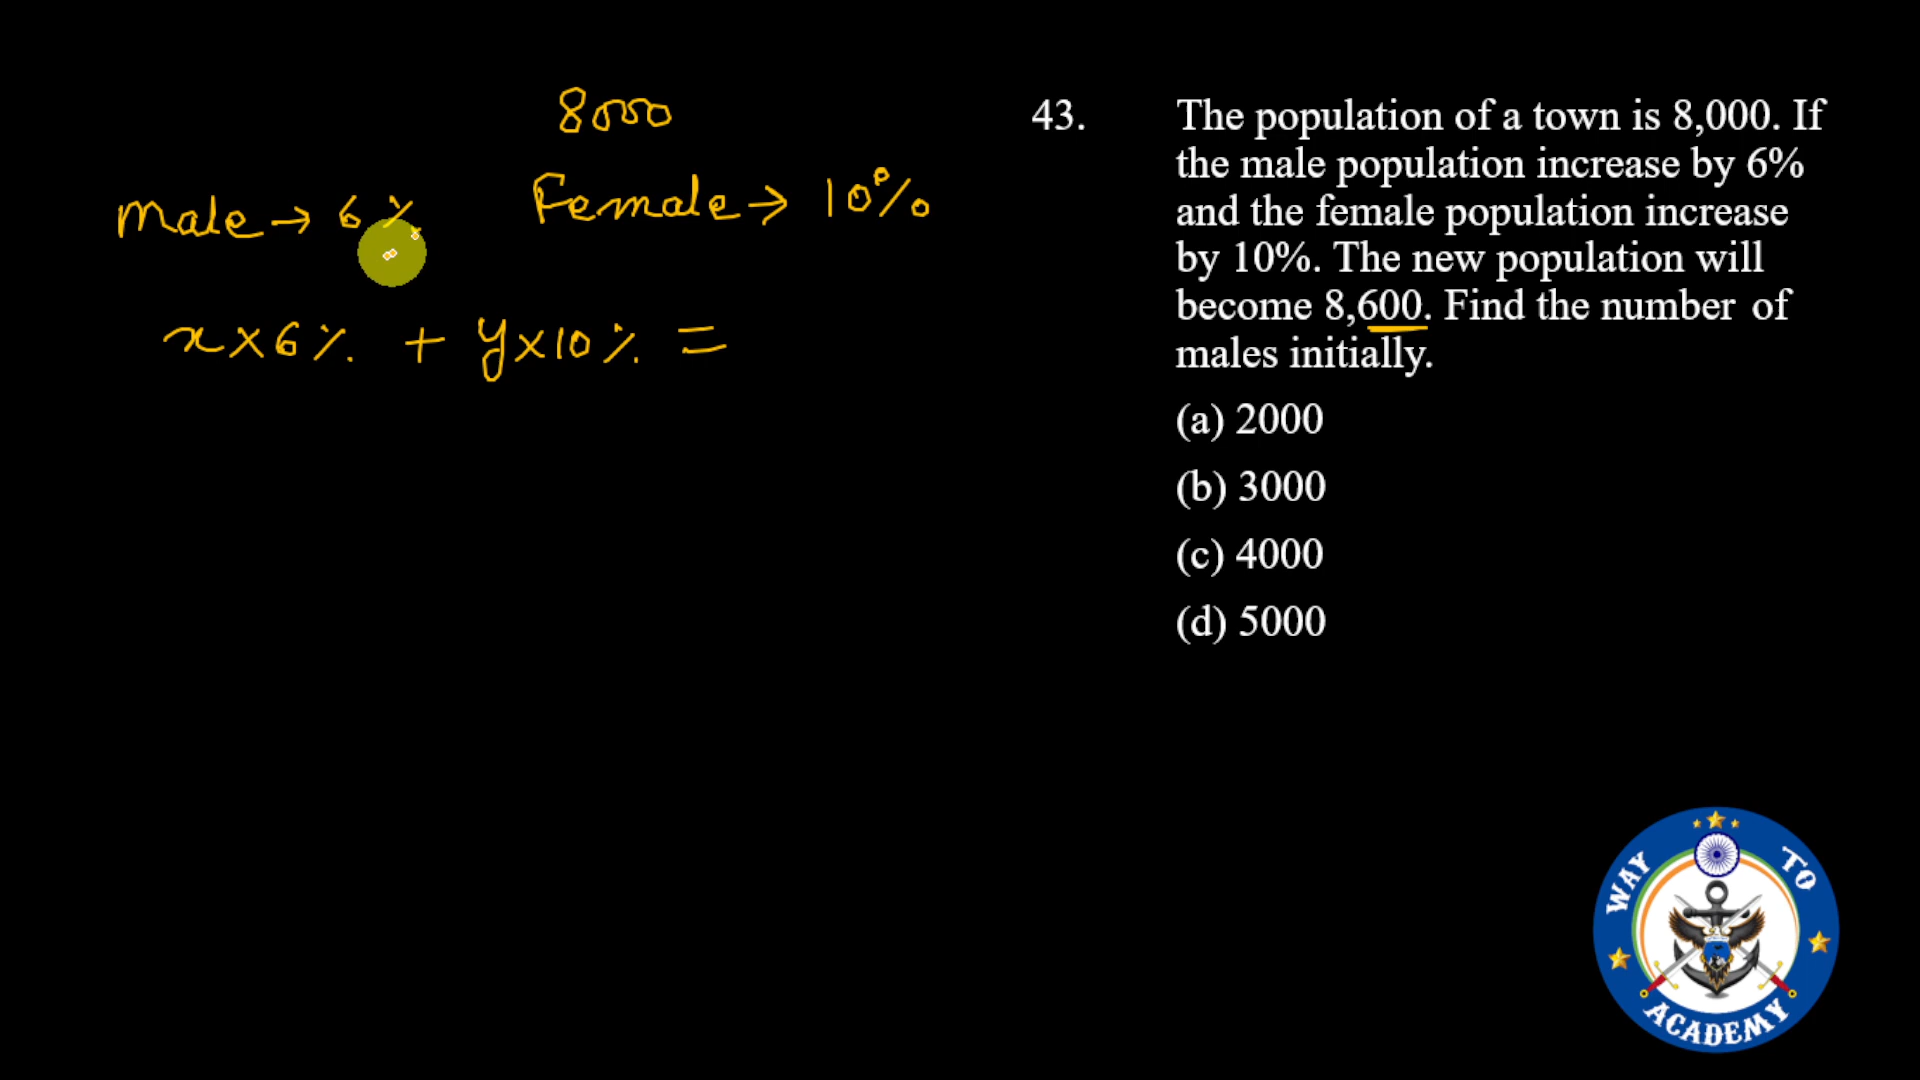 8000
Male → 6% Female → 10%
x×6% + y×10% =
43. The population of a town is 8,000. If
the male population increase by 6%
and the female population increase
by 10%. The new population will
become 8,600. Find the number of
males initially.
(a) 2000
(b) 3000
(c) 4000
(d) 5000
WAY TO
ACADEMY